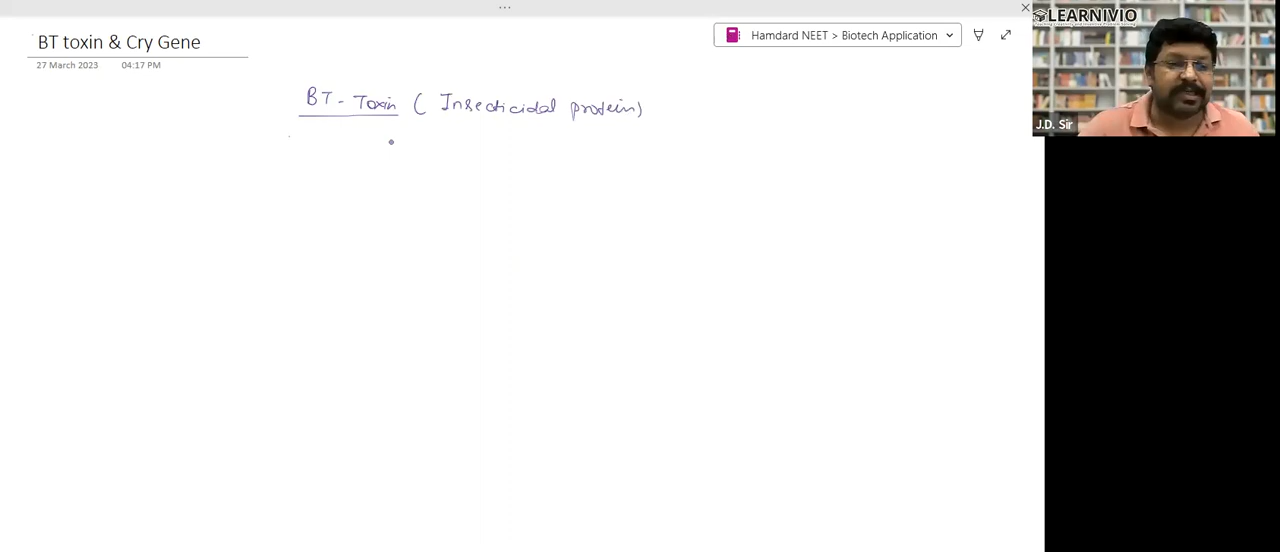 ...
LEARNIVIO
BT toxin & Cry Gene
Hamdard NEET > Biotech Application
27 March 2023 04:17 PM
BT - Toxin ( Insecticidal protein)
J.D. Sir